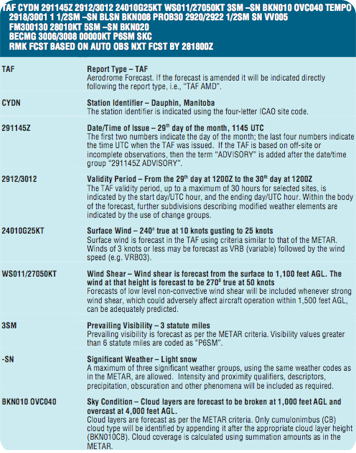 TAF CYDN 291145Z 2912/3012 24010G25KT WS011/27050KT 3SM –SN BKN010 OVC040 TEMPO
2918/3001 1 1/2SM –SN BLSN BKN008 PROB30 2920/2922 1/2SM SN VV005
FM300130 28010KT 5SM –SN BKN020
BECMG 3006/3008 00000KT P6SM SKC
RMK FCST BASED ON AUTO OBS NXT FCST BY 281800Z
TAF Report Type – TAF
Aerodrome Forecast. If the forecast is amended it will be indicated directly
following the report type, i.e., "TAF AMD".
CYDN Station Identifier – Dauphin, Manitoba
The station identifier is indicated using the four-letter ICAO site code.
291145Z Date/Time of Issue – 29th day of the month, 1145 UTC
The first two numbers indicate the day of the month; the last four numbers indicate
the time UTC when the TAF was issued. If the TAF is based on off-site or
incomplete observations, then the term "ADVISORY" is added after the date/time
group "291145Z ADVISORY".
2912/3012 Validity Period – From the 29th day at 1200Z to the 30th day at 1200Z
The TAF validity period, up to a maximum of 30 hours for selected sites, is
indicated by the start day/UTC hour, and the ending day/UTC hour. Within the body
of the forecast, further subdivisions describing modified weather elements are
indicated by the use of change groups.
24010G25KT Surface Wind – 240° true at 10 knots gusting to 25 knots
Surface wind is forecast in the TAF using criteria similar to that of the METAR.
Winds of 3 knots or less may be forecast as VRB (variable) followed by the wind
speed (e.g. VRB03).
WS011/27050KT Wind Shear – Wind shear is forecast from the surface to 1,100 feet AGL. The
wind at that height is forecast to be 270° true at 50 knots
Forecasts of low level non-convective wind shear will be included whenever strong
wind shear, which could adversely affect aircraft operation within 1,500 feet AGL,
can be adequately predicted.
3SM Prevailing Visibility – 3 statute miles
Prevailing visibility is forecast as per the METAR criteria. Visibility values greater
than 6 statute miles are coded as "P6SM".
-SN Significant Weather – Light snow
A maximum of three significant weather groups, using the same weather codes as
in the METAR, are allowed. Intensity and proximity qualifiers, descriptors,
precipitation, obscuration and other phenomena will be included as required.
BKN010 OVC040 Sky Condition – Cloud layers are forecast to be broken at 1,000 feet AGL and
overcast at 4,000 feet AGL.
Cloud layers are forecast as per the METAR criteria. Only cumulonimbus (CB)
cloud type will be identified by appending it after the appropriate cloud layer height
(BKN010CB). Cloud coverage is calculated using summation amounts as in the
METAR.